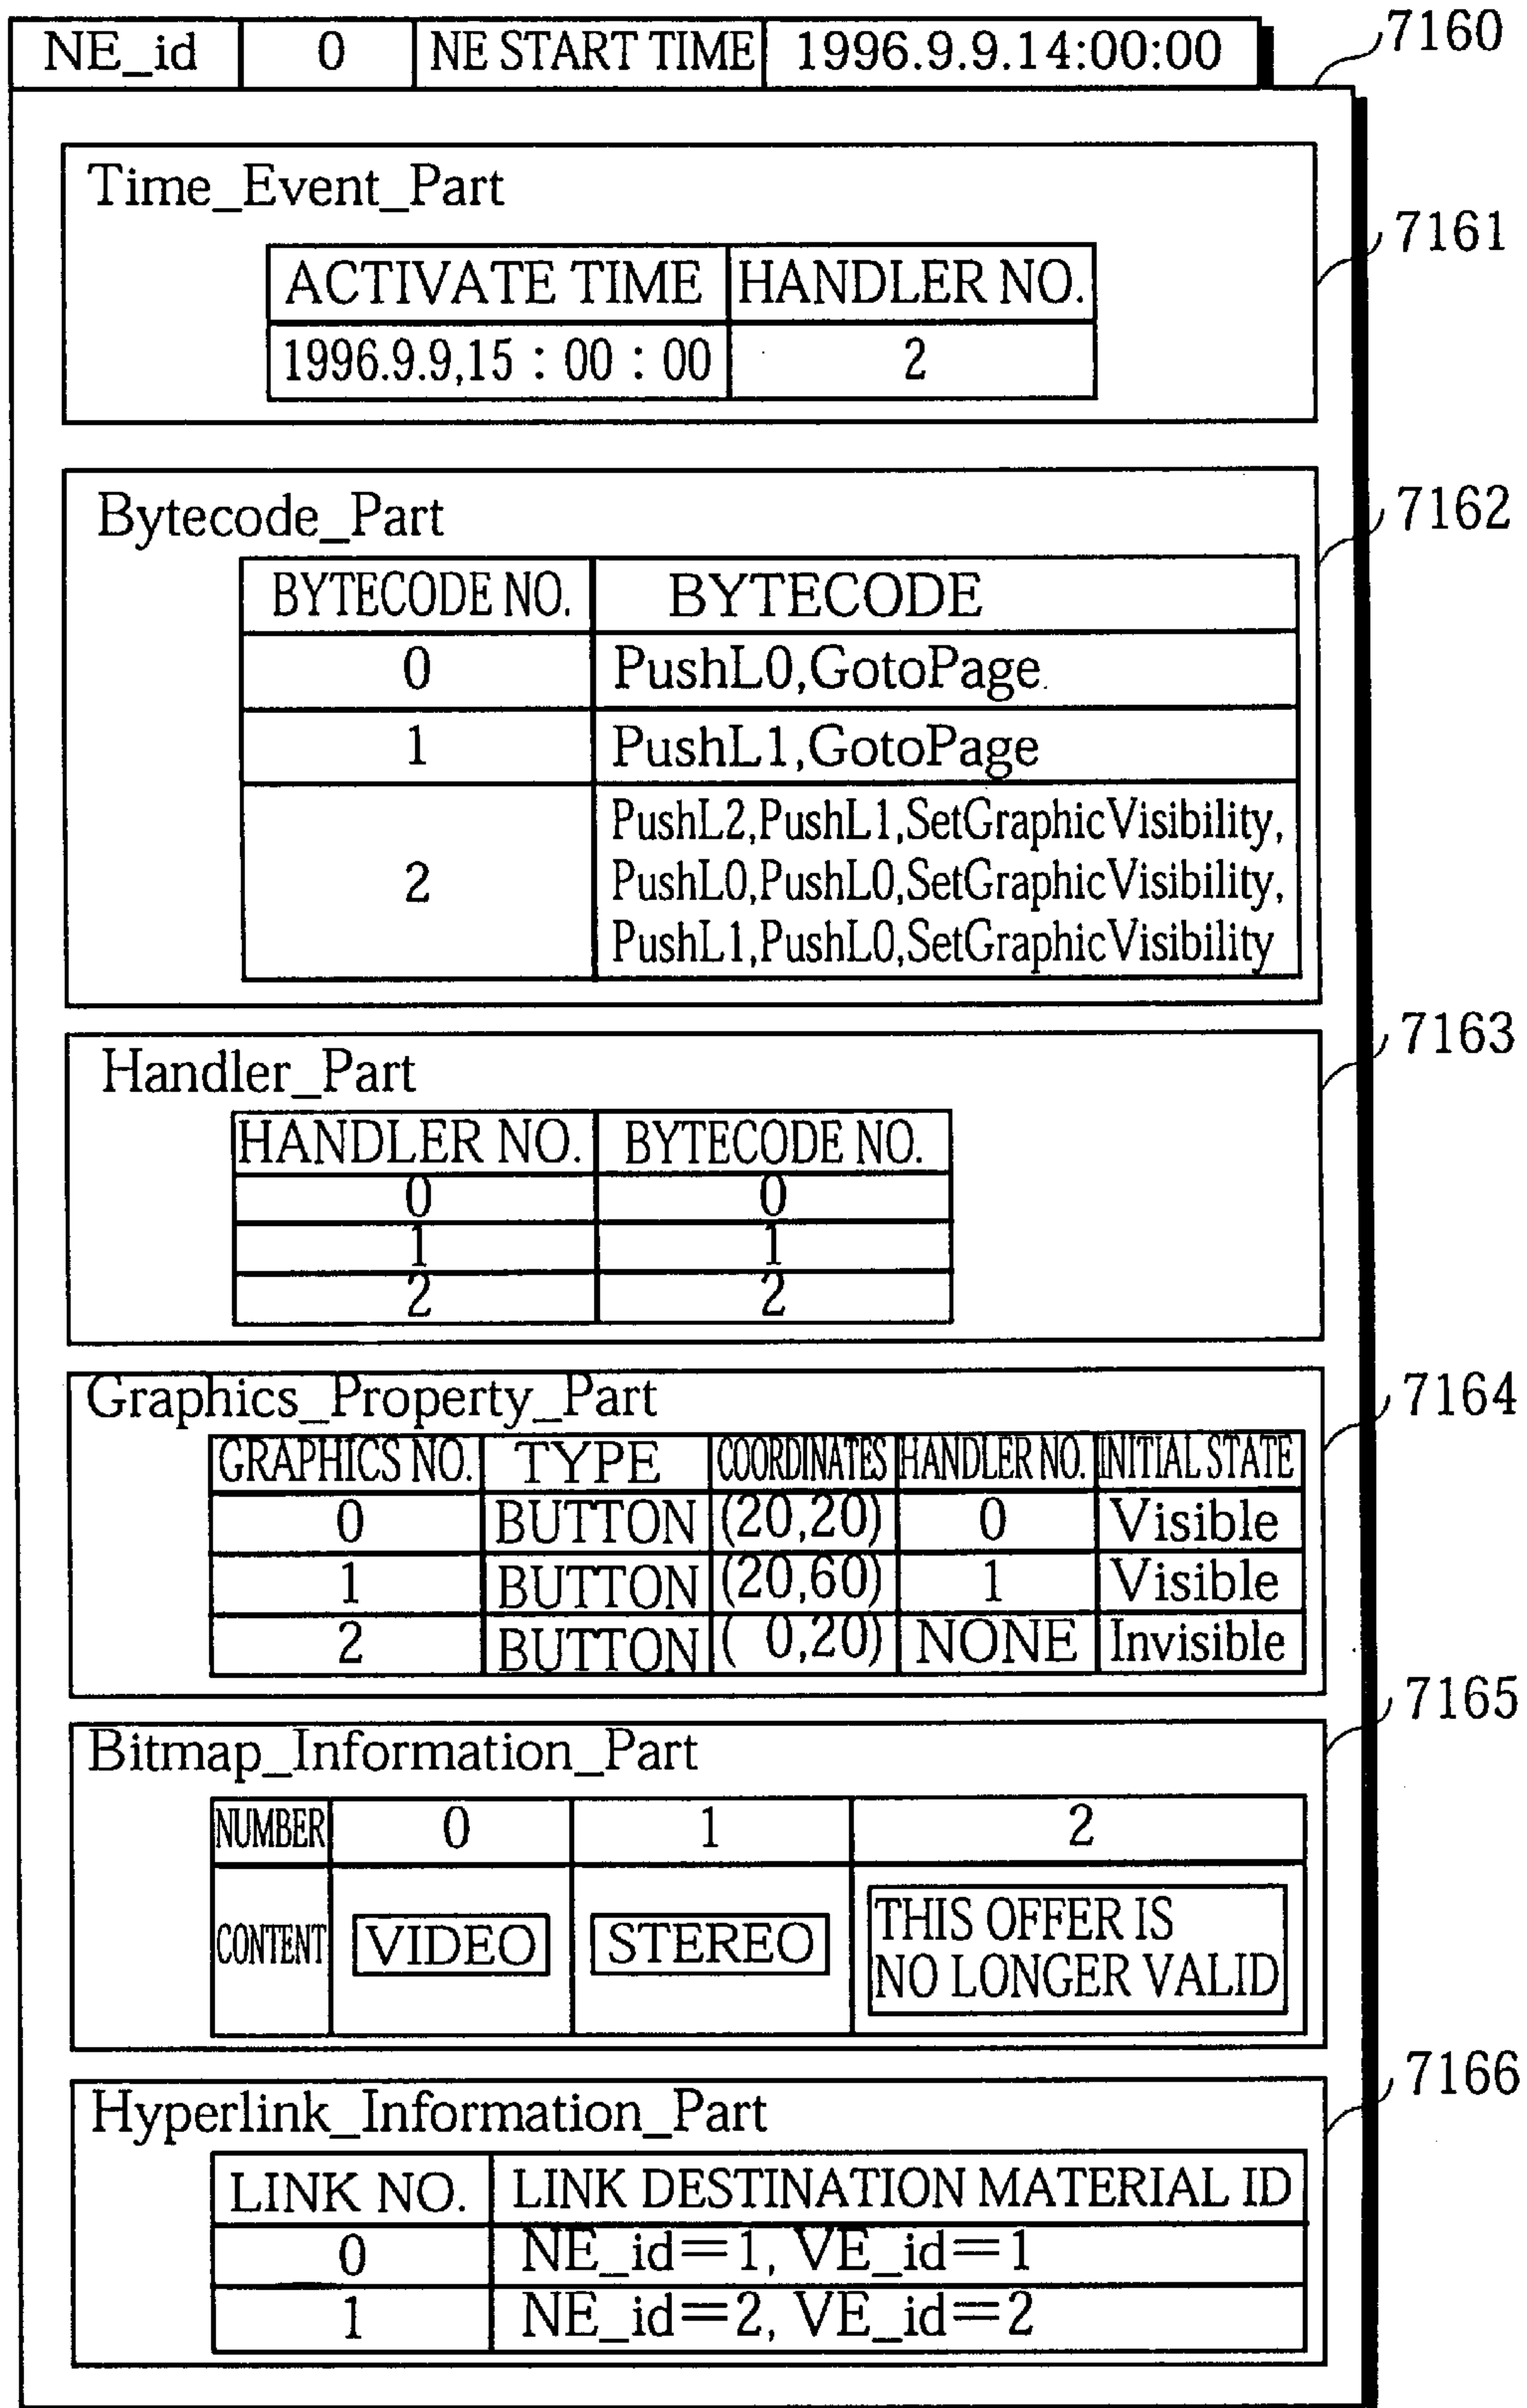 NE_id 0 NE START TIME 1996.9.9.14:00:00
7160
Time_Event_Part
7161
ACTIVATE TIME HANDLER NO.
1996.9.9,15 : 00 : 00 2
Bytecode_Part
7162
BYTECODE NO. BYTECODE
0 PushL0,GotoPage
1 PushL1,GotoPage
2 PushL2,PushL1,SetGraphicVisibility,
PushL0,PushL0,SetGraphicVisibility,
PushL1,PushL0,SetGraphicVisibility
7163
Handler_Part
HANDLER NO. BYTECODE NO.
0 0
1 1
2 2
Graphics_Property_Part
7164
GRAPHICS NO. TYPE COORDINATES HANDLER NO. INITIAL STATE
0 BUTTON (20,20) 0 Visible
1 BUTTON (20,60) 1 Visible
2 BUTTON ( 0,20) NONE Invisible
7165
Bitmap_Information_Part
NUMBER 0 1 2
CONTENT VIDEO STEREO THIS OFFER IS
NO LONGER VALID
7166
Hyperlink_Information_Part
LINK NO. LINK DESTINATION MATERIAL ID
0 NE_id=1, VE_id=1
1 NE_id=2, VE_id=2